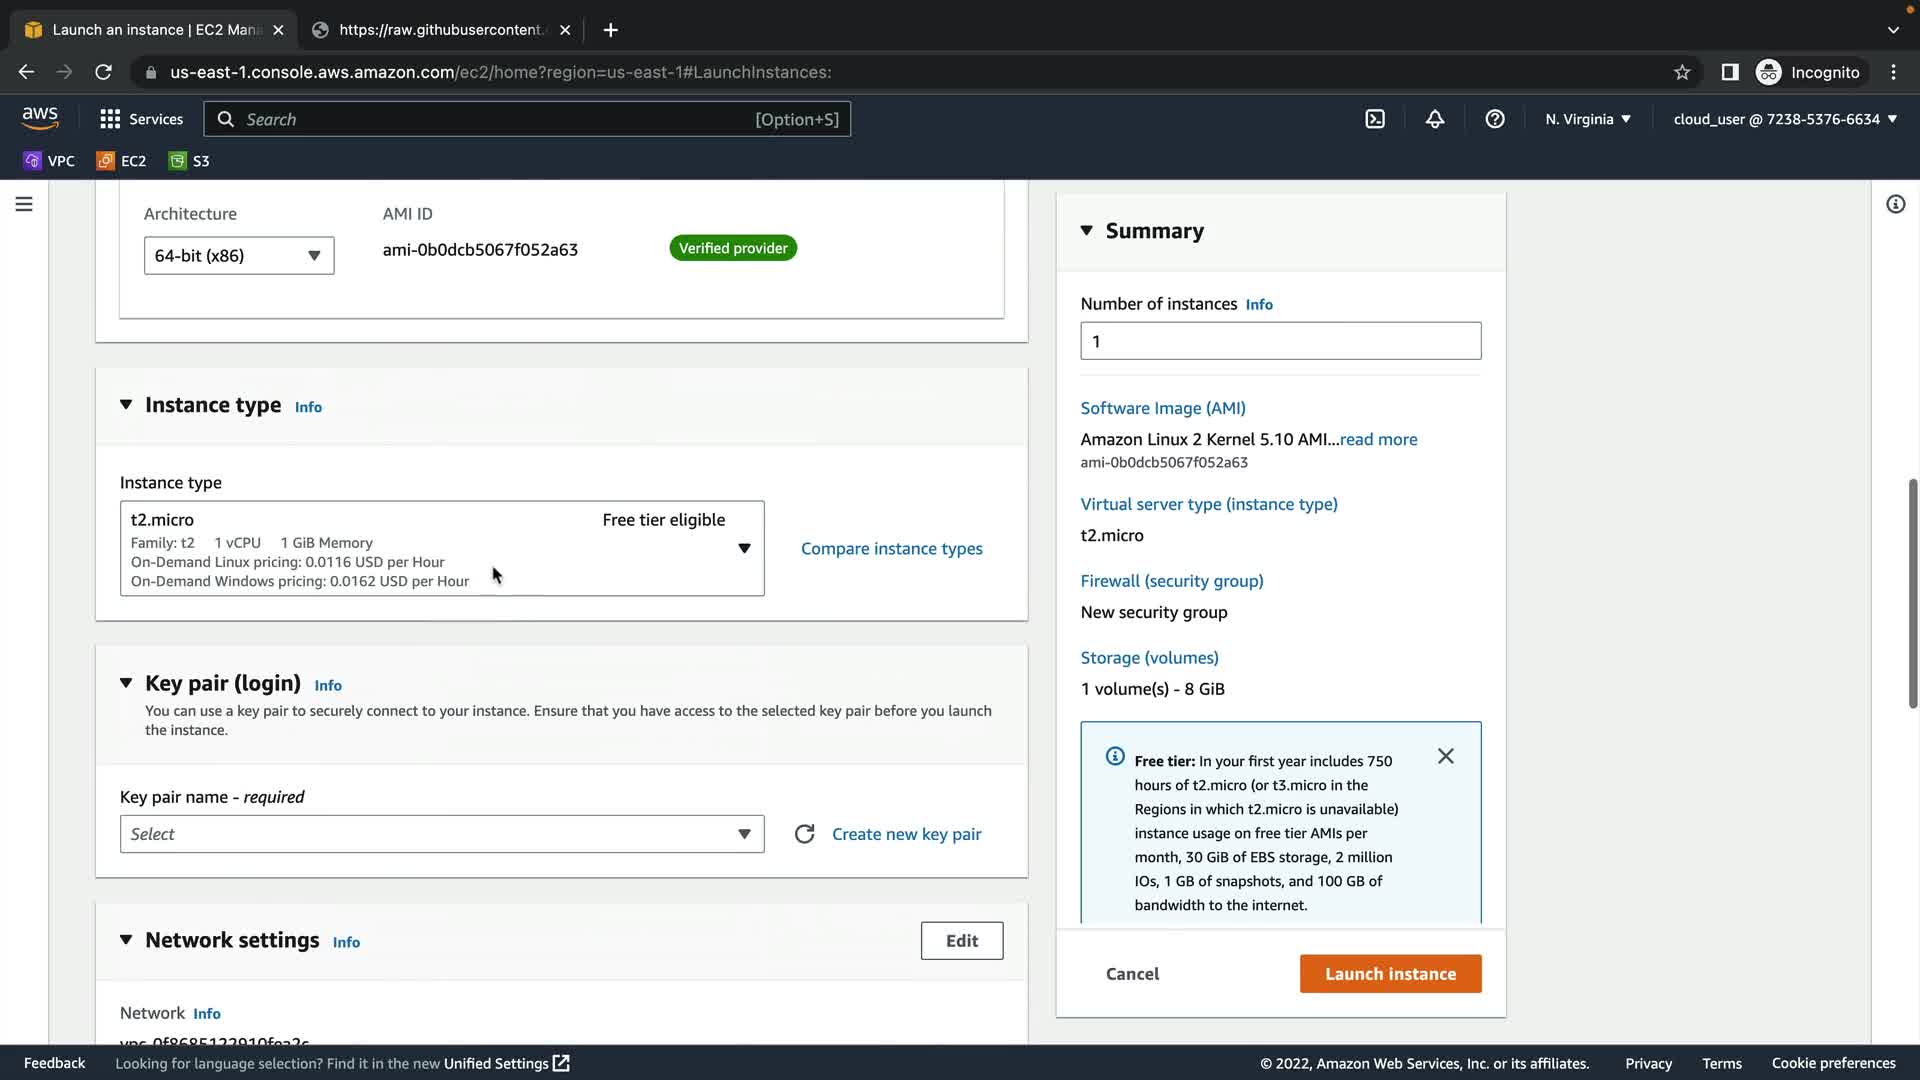 Launch an instance | EC2 Mana
https://raw.githubusercontent.
us-east-1.console.aws.amazon.com/ec2/home?region=us-east-1#LaunchInstances:
Incognito
aws
Services
Search
[Option+S]
N. Virginia
cloud_user @ 7238-5376-6634
VPC
EC2
S3
Architecture
AMI ID
64-bit (x86)
ami-0b0dcb5067f052a63
Verified provider
Instance type Info
Instance type
t2.micro
Free tier eligible
Family: t2 1 vCPU 1 GiB Memory
On-Demand Linux pricing: 0.0116 USD per Hour
On-Demand Windows pricing: 0.0162 USD per Hour
Compare instance types
Key pair (login) Info
You can use a key pair to securely connect to your instance. Ensure that you have access to the selected key pair before you launch
the instance.
Key pair name - required
Select
Create new key pair
Network settings Info
Edit
Network Info
vpc-0f8685122910fea2c
Summary
Number of instances Info
1
Software Image (AMI)
Amazon Linux 2 Kernel 5.10 AMI...read more
ami-0b0dcb5067f052a63
Virtual server type (instance type)
t2.micro
Firewall (security group)
New security group
Storage (volumes)
1 volume(s) - 8 GiB
Free tier: In your first year includes 750
hours of t2.micro (or t3.micro in the
Regions in which t2.micro is unavailable)
instance usage on free tier AMIs per
month, 30 GiB of EBS storage, 2 million
IOs, 1 GB of snapshots, and 100 GB of
bandwidth to the internet.
Cancel
Launch instance
Feedback
Looking for language selection? Find it in the new Unified Settings
© 2022, Amazon Web Services, Inc. or its affiliates.
Privacy
Terms
Cookie preferences